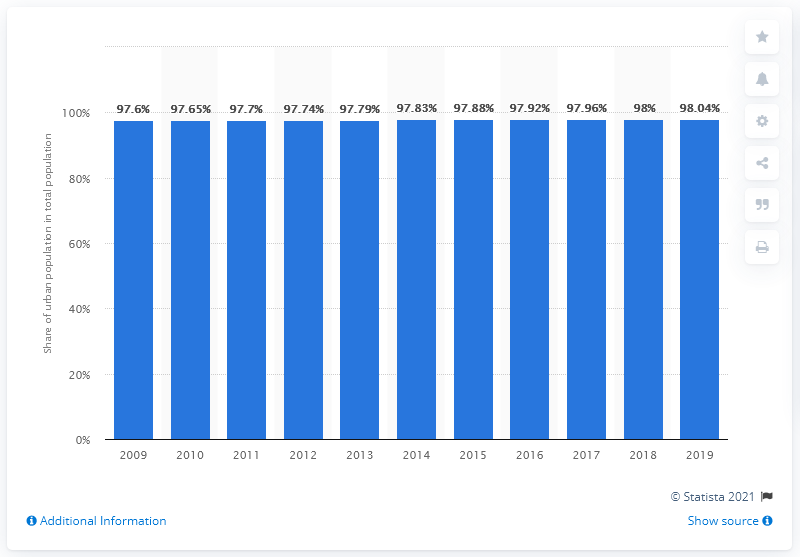 97.6% 97.65% 97.7% 97.74% 97.79% 97.83% 97.88% 97.92% 97.96% 98% 98.04%
100%
80%
60%
40%
20%
0%
Share of urban population in total population
2009 2010 2011 2012 2013 2014 2015 2016 2017 2018 2019
© Statista 2021
Additional Information
Show source